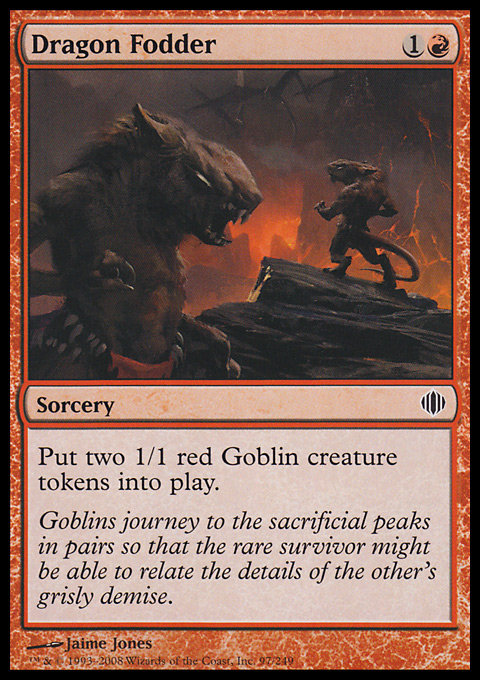 Dragon Fodder 1
Sorcery
Put two 1/1 red Goblin creature
tokens into play.
Goblins journey to the sacrificial peaks
in pairs so that the rare survivor might
be able to relate the details of the other's
grisly demise.
Jaime Jones
™ & © 1993-2008 Wizards of the Coast, Inc. 97/249